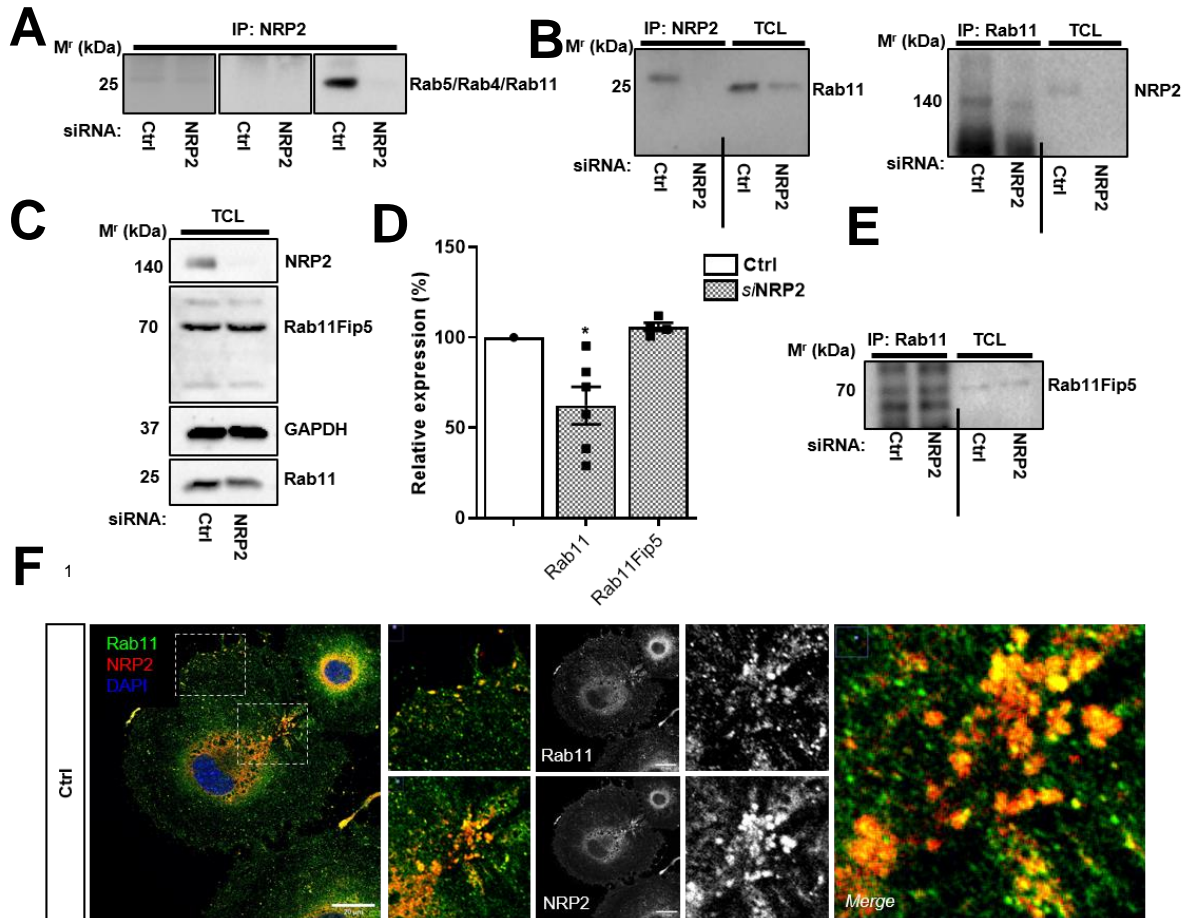 A
IP: NRP2
Mʳ (kDa)
25
Rab5/Rab4/Rab11
siRNA:
Ctrl
NRP2
Ctrl
NRP2
Ctrl
NRP2
B
Mʳ (kDa)
IP: NRP2
TCL
25
Rab11
siRNA:
Ctrl
NRP2
Ctrl
NRP2
Mʳ (kDa)
IP: Rab11
TCL
140
NRP2
siRNA:
Ctrl
NRP2
Ctrl
NRP2
C
TCL
Mʳ (kDa)
140
NRP2
70
Rab11Fip5
37
GAPDH
25
Rab11
siRNA:
Ctrl
NRP2
D
Relative expression (%)
150
100
50
0
*
Rab11
Rab11Fip5
Ctrl
siNRP2
E
Mʳ (kDa)
IP: Rab11
TCL
70
Rab11Fip5
siRNA:
Ctrl
NRP2
Ctrl
NRP2
F
1
Ctrl
Rab11
NRP2
DAPI
20 μm
Rab11
NRP2
Merge